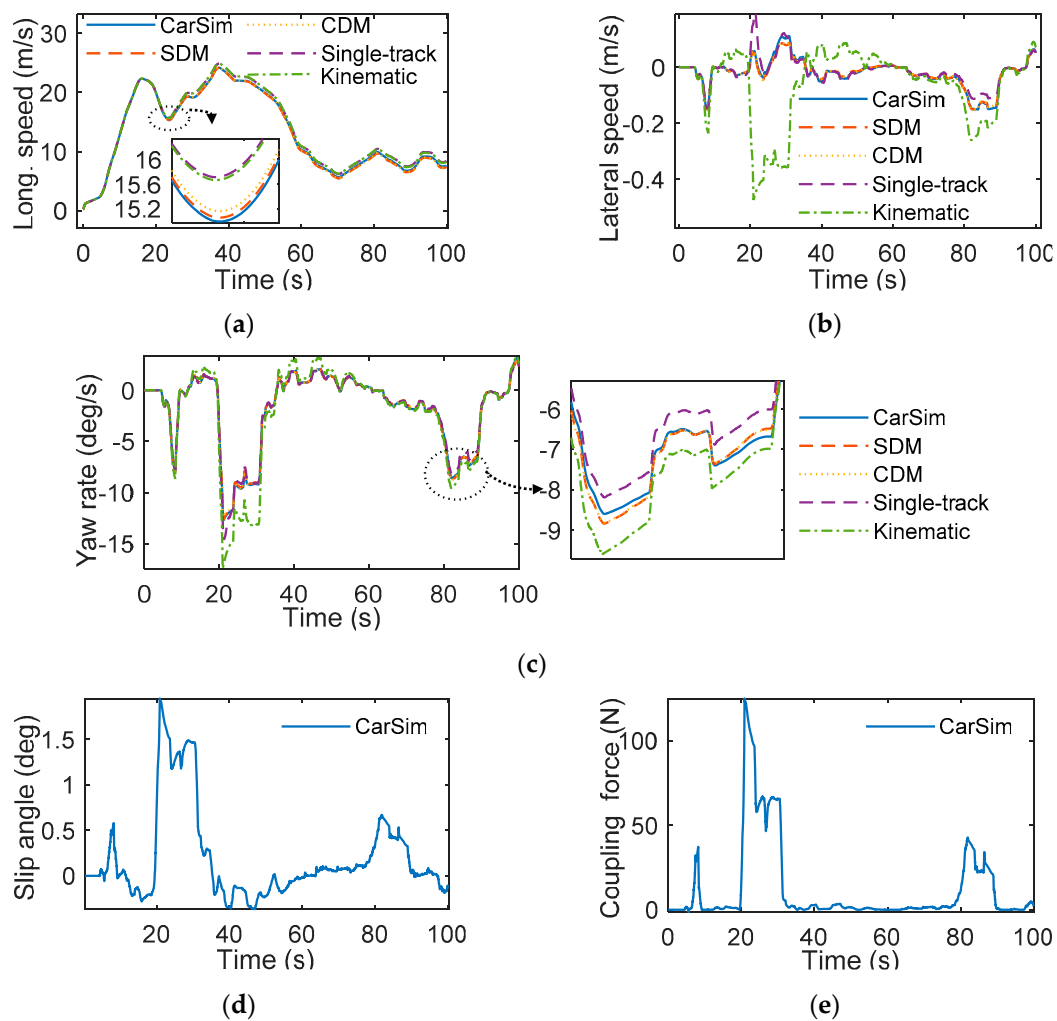 Long. speed (m/s)
30
20
10
0
CarSim
SDM
CDM
Single-track
Kinematic
16
15.6
15.2
0 20 40 60 80 100
Time (s)
(a)
Lateral speed (m/s)
0
-0.2
-0.4
CarSim
SDM
CDM
Single-track
Kinematic
0 20 40 60 80 100
Time (s)
(b)
Yaw rate (deg/s)
0
-5
-10
-15
0 20 40 60 80 100
Time (s)
-6
-7
-8
-9
CarSim
SDM
CDM
Single-track
Kinematic
(c)
Slip angle (deg)
1.5
1
0.5
0
CarSim
20 40 60 80 100
Time (s)
(d)
Coupling force (N)
100
50
0
CarSim
0 20 40 60 80 100
Time (s)
(e)